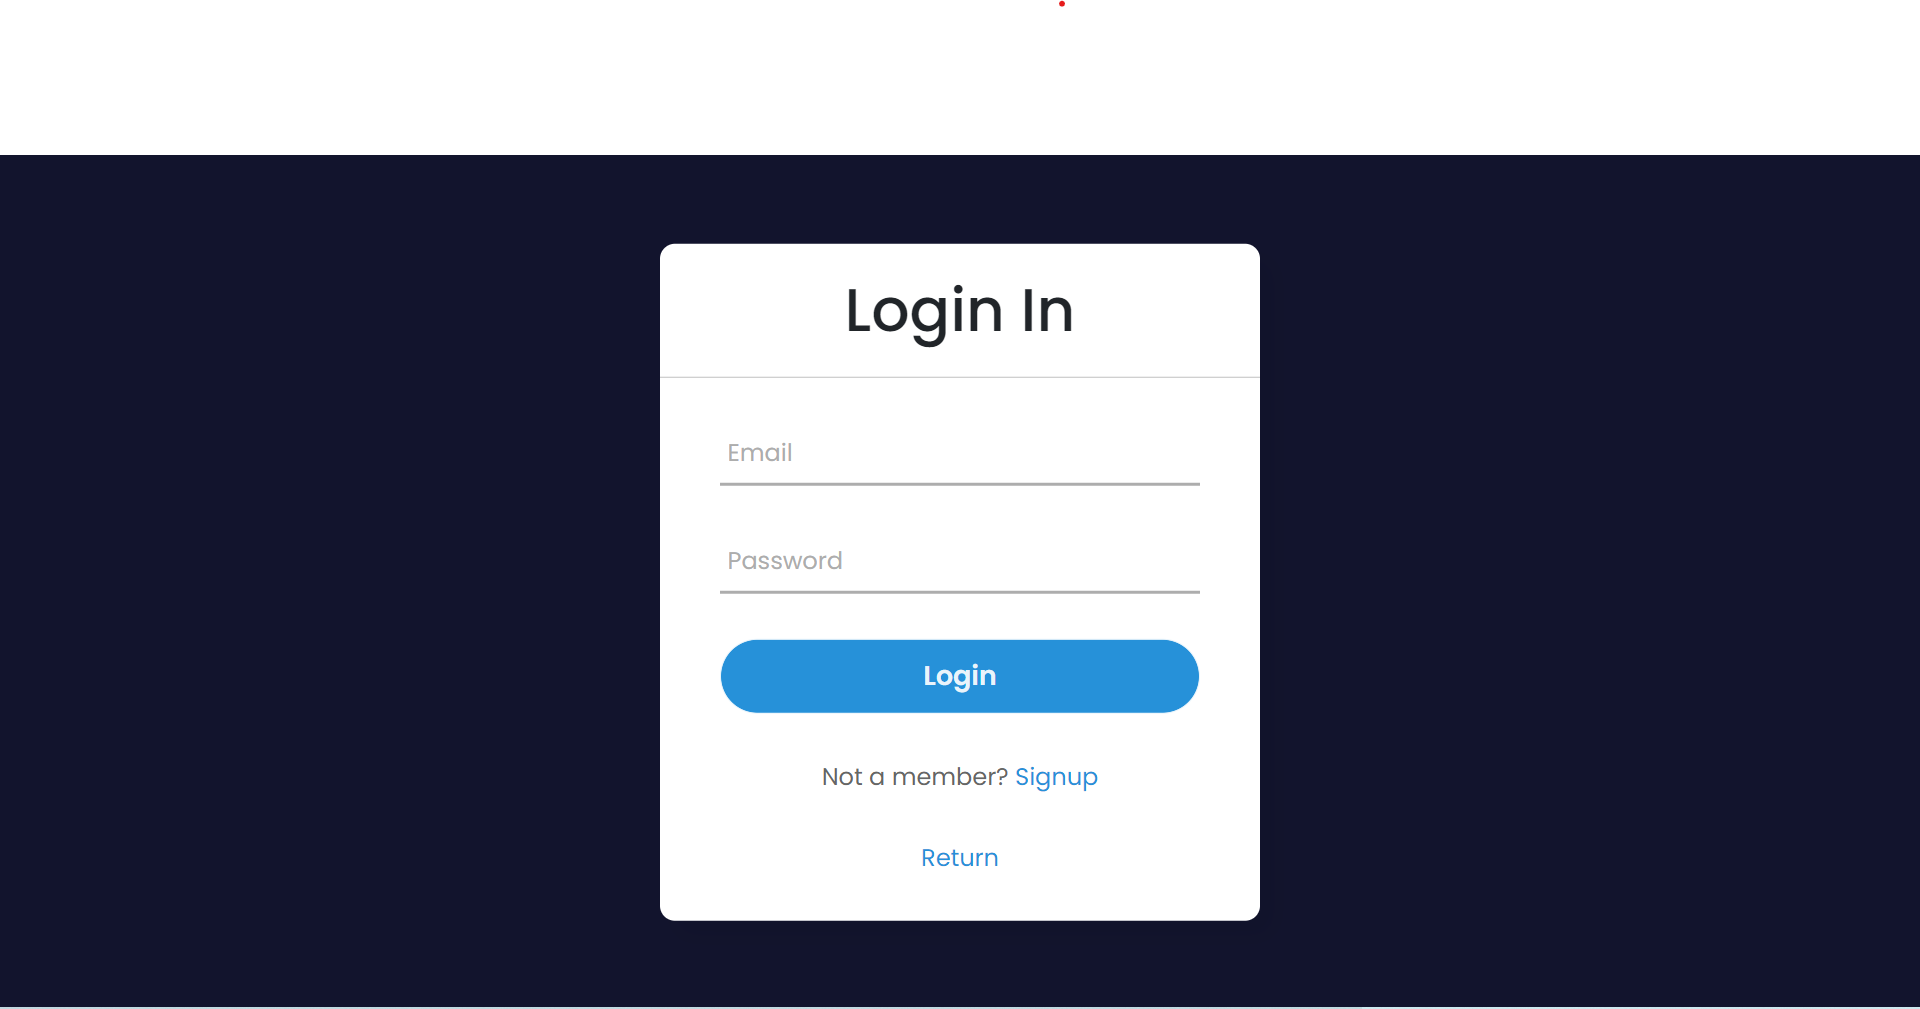 Login In
Email
Password
Login
Not a member? Signup
Return